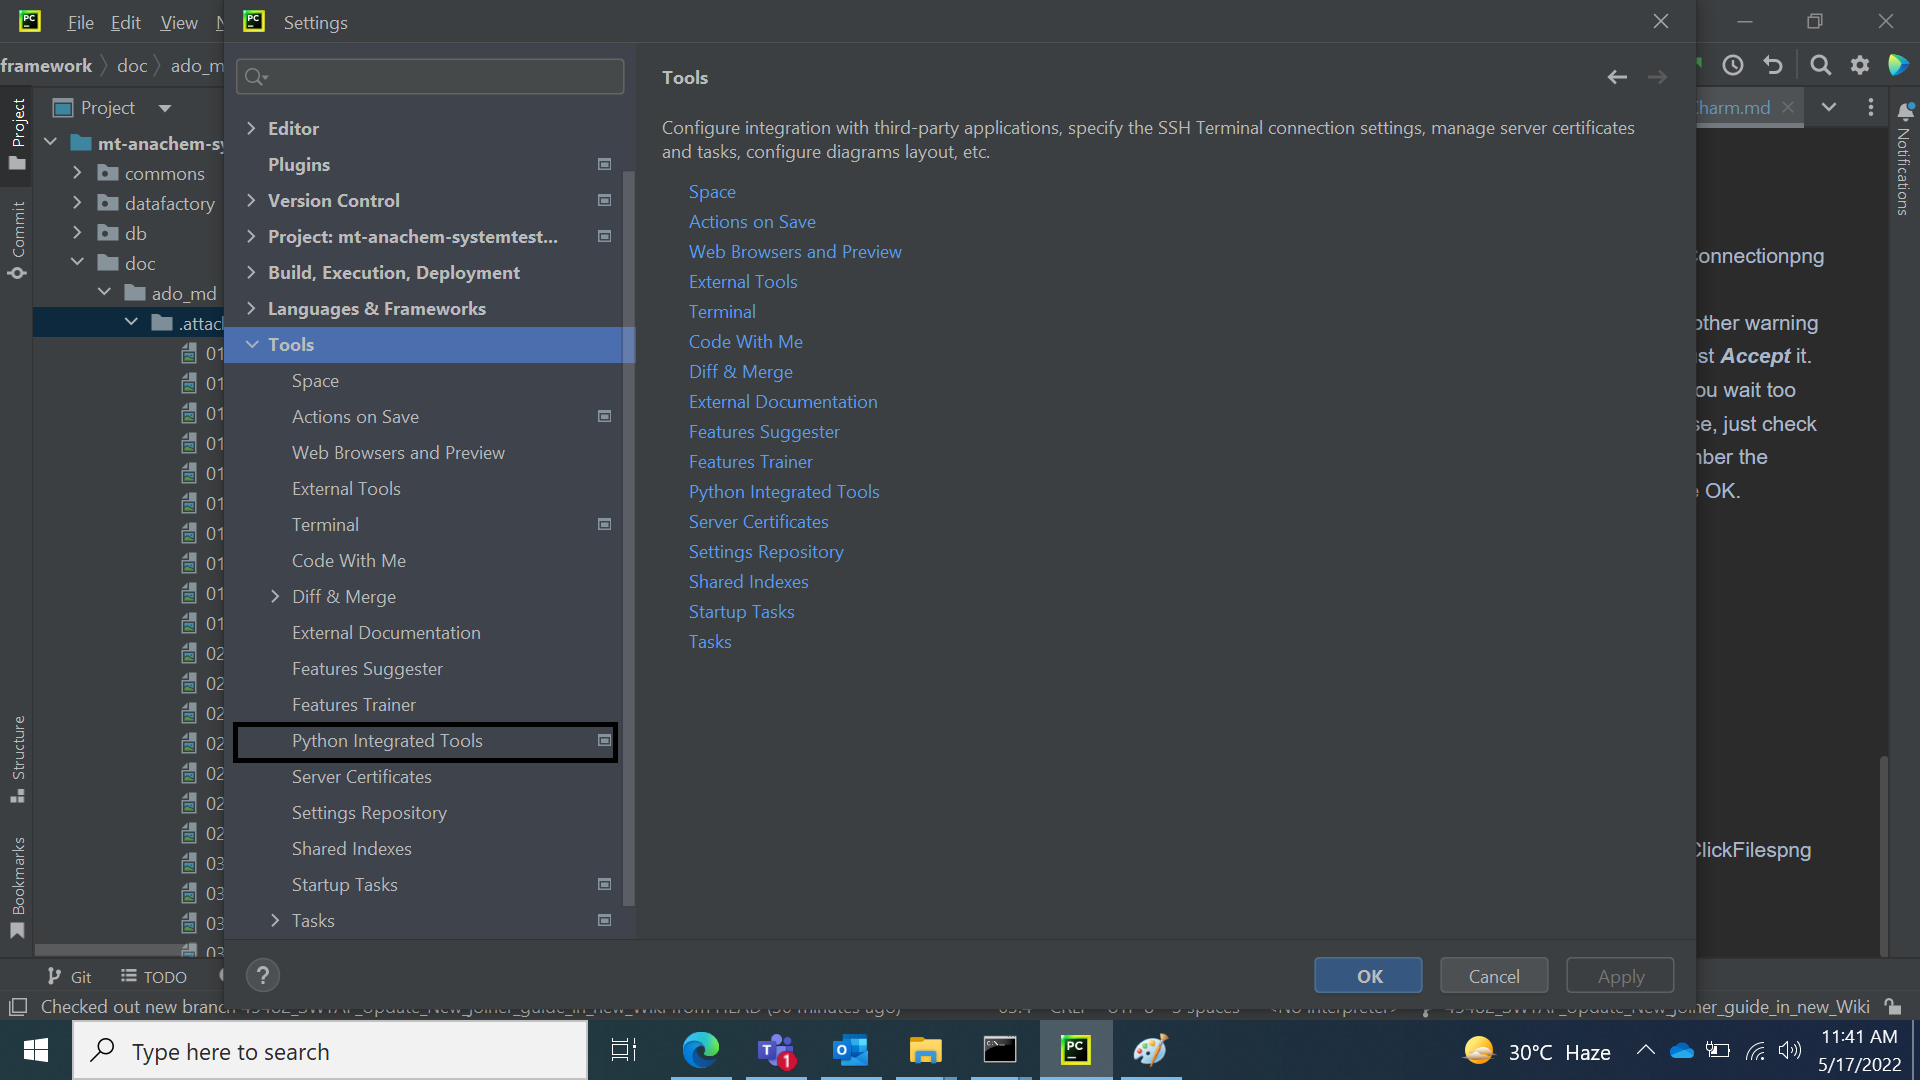 PC File Edit View N
PC Settings
framework doc ado_m
Project
mt-anachem-sy
commons
datafactory
db
doc
ado_md
.attac
01
01
01
01
01
01
01
01
01
01
02
02
02
02
02
02
02
03
03
03
03
Project
Commit
Structure
Bookmarks
Editor
Plugins
Version Control
Project: mt-anachem-systemtest...
Build, Execution, Deployment
Languages & Frameworks
Tools
Space
Actions on Save
Web Browsers and Preview
External Tools
Terminal
Code With Me
Diff & Merge
External Documentation
Features Suggester
Features Trainer
Python Integrated Tools
Server Certificates
Settings Repository
Shared Indexes
Startup Tasks
Tasks
Tools
Configure integration with third-party applications, specify the SSH Terminal connection settings, manage server certificates
and tasks, configure diagrams layout, etc.
Space
Actions on Save
Web Browsers and Preview
External Tools
Terminal
Code With Me
Diff & Merge
External Documentation
Features Suggester
Features Trainer
Python Integrated Tools
Server Certificates
Settings Repository
Shared Indexes
Startup Tasks
Tasks
?
OK Cancel Apply
harm.md
Notifications
onnectionpng
other warning
st Accept it.
ou wait too
se, just check
nber the
OK.
ClickFilespng
Git TODO
Checked out new branch
oiner_guide_in_new_Wiki
Type here to search
1
PC
30°C Haze
11:41 AM
5/17/2022